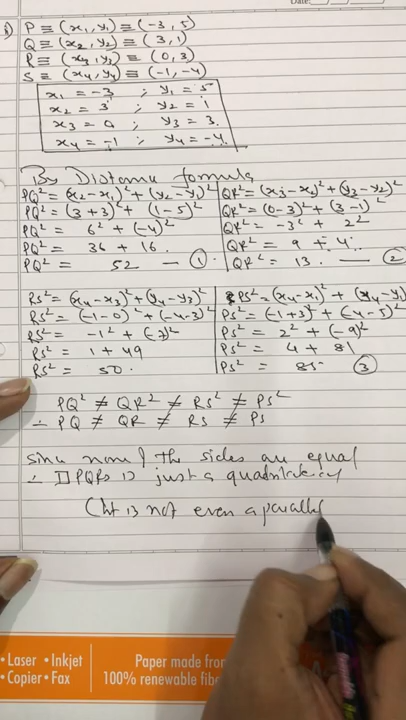 P ≡ (x₁, y₁) ≡ (-3, 5)
Q ≡ (x₂, y₂) ≡ (3, 1)
R ≡ (x₃, y₃) ≡ (0, 3)
S ≡ (x₄, y₄) ≡ (-1, -4)
x₁ = -3 ; y₁ = 5
x₂ = 3 ; y₂ = 1
x₃ = 0 ; y₃ = 3.
x₄ = -1 ; y₄ = -4.
By Distance formula
PQ² = (x₂-x₁)² + (y₂-y₁)²
PQ² = (3+3)² + (1-5)²
PQ² = 6² + (-4)²
PQ² = 36 + 16.
PQ² = 52 — ①
QR² = (x₃-x₂)² + (y₃-y₂)²
QR² = (0-3)² + (3-1)²
QR² = -3² + 2²
QR² = 9 + 4.
QR² = 13. — ②
RS² = (x₄-x₃)² + (y₄-y₃)²
RS² = (-1-0)² + (-4-3)²
RS² = -1² + (-7)²
RS² = 1 + 49
RS² = 50.
PS² = (x₄-x₁)² + (y₄-y₁)
PS² = (-1+3)² + (-4-5)²
PS² = 2² + (-9)²
PS² = 4 + 81
PS² = 85 ③
PQ² ≠ QR² ≠ RS² ≠ PS²
∴ PQ ≠ QR ≠ RS ≠ PS
since none of the sides are equal
∴ □PQRS is just a quadrilateral
(It is not even a parallel
• Laser • Inkjet
• Copier • Fax
Paper made from
100% renewable